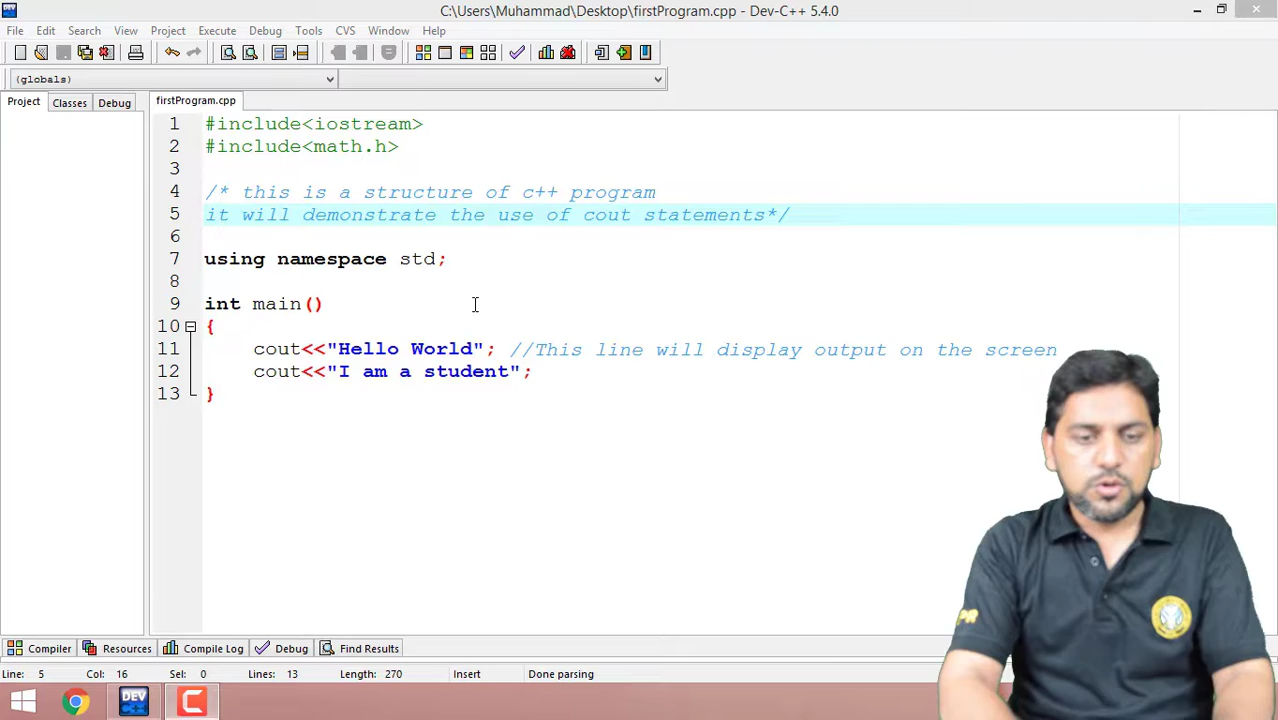 C:\Users\Muhammad\Desktop\firstProgram.cpp - Dev-C++ 5.4.0
File Edit Search View Project Execute Debug Tools CVS Window Help
(globals)
Project Classes Debug firstProgram.cpp
1 #include<iostream>
2 #include<math.h>
3
4 /* this is a structure of c++ program
5 it will demonstrate the use of cout statements*/
6
7 using namespace std;
8
9 int main()
10 {
11 cout<<"Hello World"; //This line will display output on the screen
12 cout<<"I am a student";
13 }
Compiler Resources Compile Log Debug Find Results
Line: 5 Col: 16 Sel: 0 Lines: 13 Length: 270 Insert Done parsing
DEV C++
PR